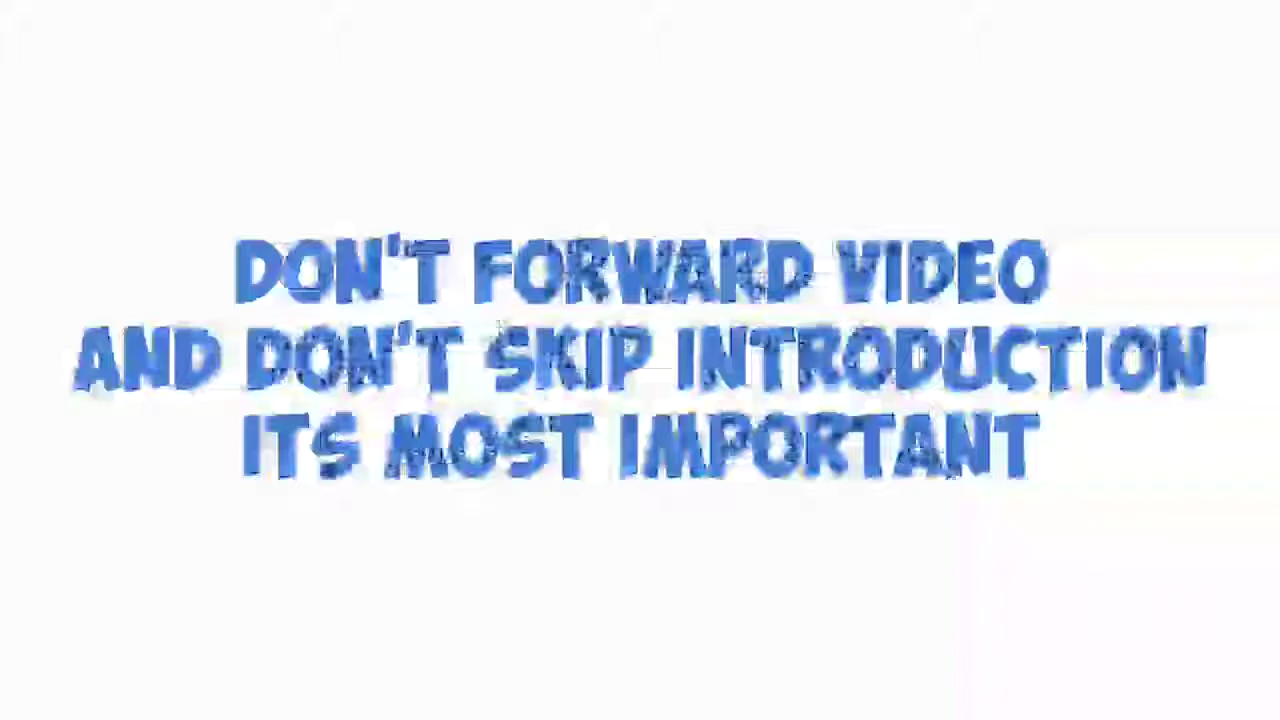 DON'T FORWARD VIDEO
AND DON'T SKIP INTRODUCTION
ITS MOST IMPORTANT